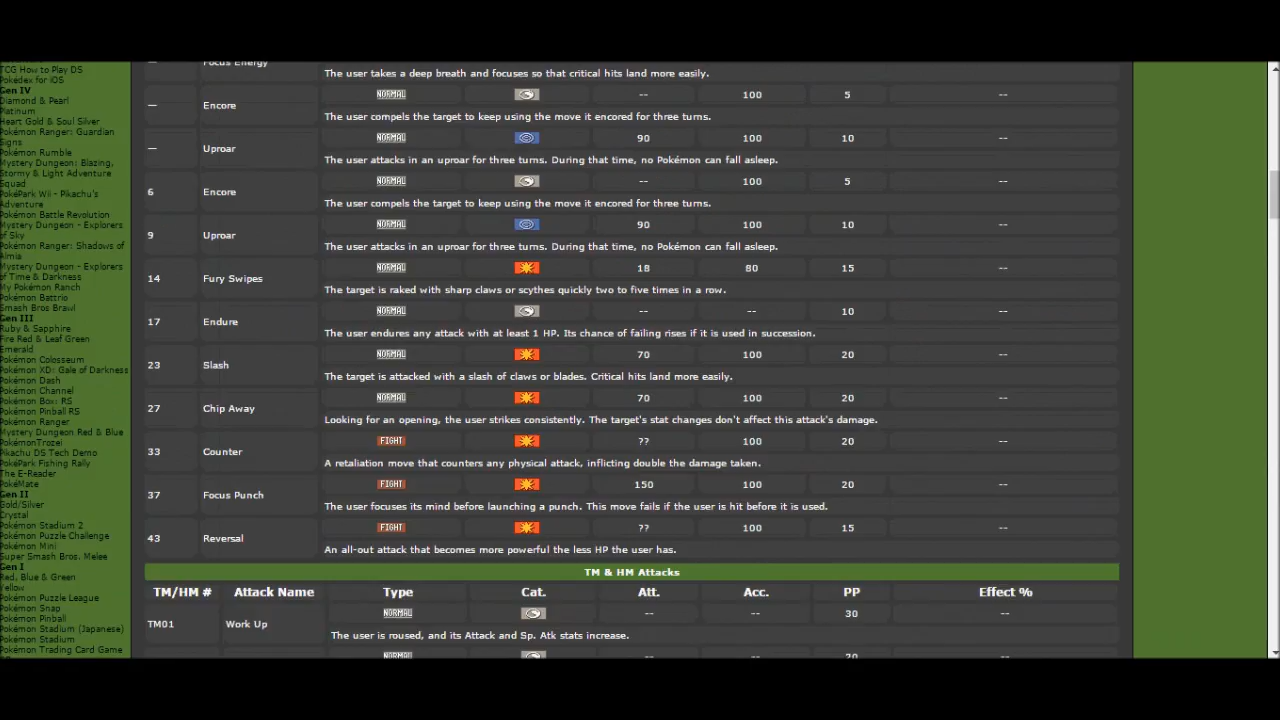 TCG How to Play DS
Pokédex for iOS
Gen IV
Diamond & Pearl
Platinum
Heart Gold & Soul Silver
Pokémon Ranger: Guardian
Signs
Pokémon Rumble
Mystery Dungeon: Blazing,
Stormy & Light Adventure
Squad
PokéPark Wii - Pikachu's
Adventure
Pokémon Battle Revolution
Mystery Dungeon - Explorers
of Sky
Pokémon Ranger: Shadows of
Almia
Mystery Dungeon - Explorers
of Time & Darkness
My Pokémon Ranch
Pokémon Battrio
Smash Bros Brawl
Gen III
Ruby & Sapphire
Fire Red & Leaf Green
Emerald
Pokémon Colosseum
Pokémon XD: Gale of Darkness
Pokémon Dash
Pokémon Channel
Pokémon Box: RS
Pokémon Pinball RS
Pokémon Ranger
Mystery Dungeon Red & Blue
PokémonTrozei
Pikachu DS Tech Demo
PokéPark Fishing Rally
The E-Reader
PokéMate
Gen II
Gold/Silver
Crystal
Pokémon Stadium 2
Pokémon Puzzle Challenge
Pokémon Mini
Super Smash Bros. Melee
Gen I
Red, Blue & Green
Yellow
Pokémon Puzzle League
Pokémon Snap
Pokémon Pinball
Pokémon Stadium (Japanese)
Pokémon Stadium
Pokémon Trading Card Game
— Focus Energy
The user takes a deep breath and focuses so that critical hits land more easily.
— Encore NORMAL -- 100 5 --
The user compels the target to keep using the move it encored for three turns.
— Uproar NORMAL 90 100 10 --
The user attacks in an uproar for three turns. During that time, no Pokémon can fall asleep.
6 Encore NORMAL -- 100 5 --
The user compels the target to keep using the move it encored for three turns.
9 Uproar NORMAL 90 100 10 --
The user attacks in an uproar for three turns. During that time, no Pokémon can fall asleep.
14 Fury Swipes NORMAL 18 80 15 --
The target is raked with sharp claws or scythes quickly two to five times in a row.
17 Endure NORMAL -- -- 10 --
The user endures any attack with at least 1 HP. Its chance of failing rises if it is used in succession.
23 Slash NORMAL 70 100 20 --
The target is attacked with a slash of claws or blades. Critical hits land more easily.
27 Chip Away NORMAL 70 100 20 --
Looking for an opening, the user strikes consistently. The target's stat changes don't affect this attack's damage.
33 Counter FIGHT ?? 100 20 --
A retaliation move that counters any physical attack, inflicting double the damage taken.
37 Focus Punch FIGHT 150 100 20 --
The user focuses its mind before launching a punch. This move fails if the user is hit before it is used.
43 Reversal FIGHT ?? 100 15 --
An all-out attack that becomes more powerful the less HP the user has.
TM & HM Attacks
TM/HM # Attack Name Type Cat. Att. Acc. PP Effect %
TM01 Work Up NORMAL -- -- 30 --
The user is roused, and its Attack and Sp. Atk stats increase.
NORMAL -- -- 20 --